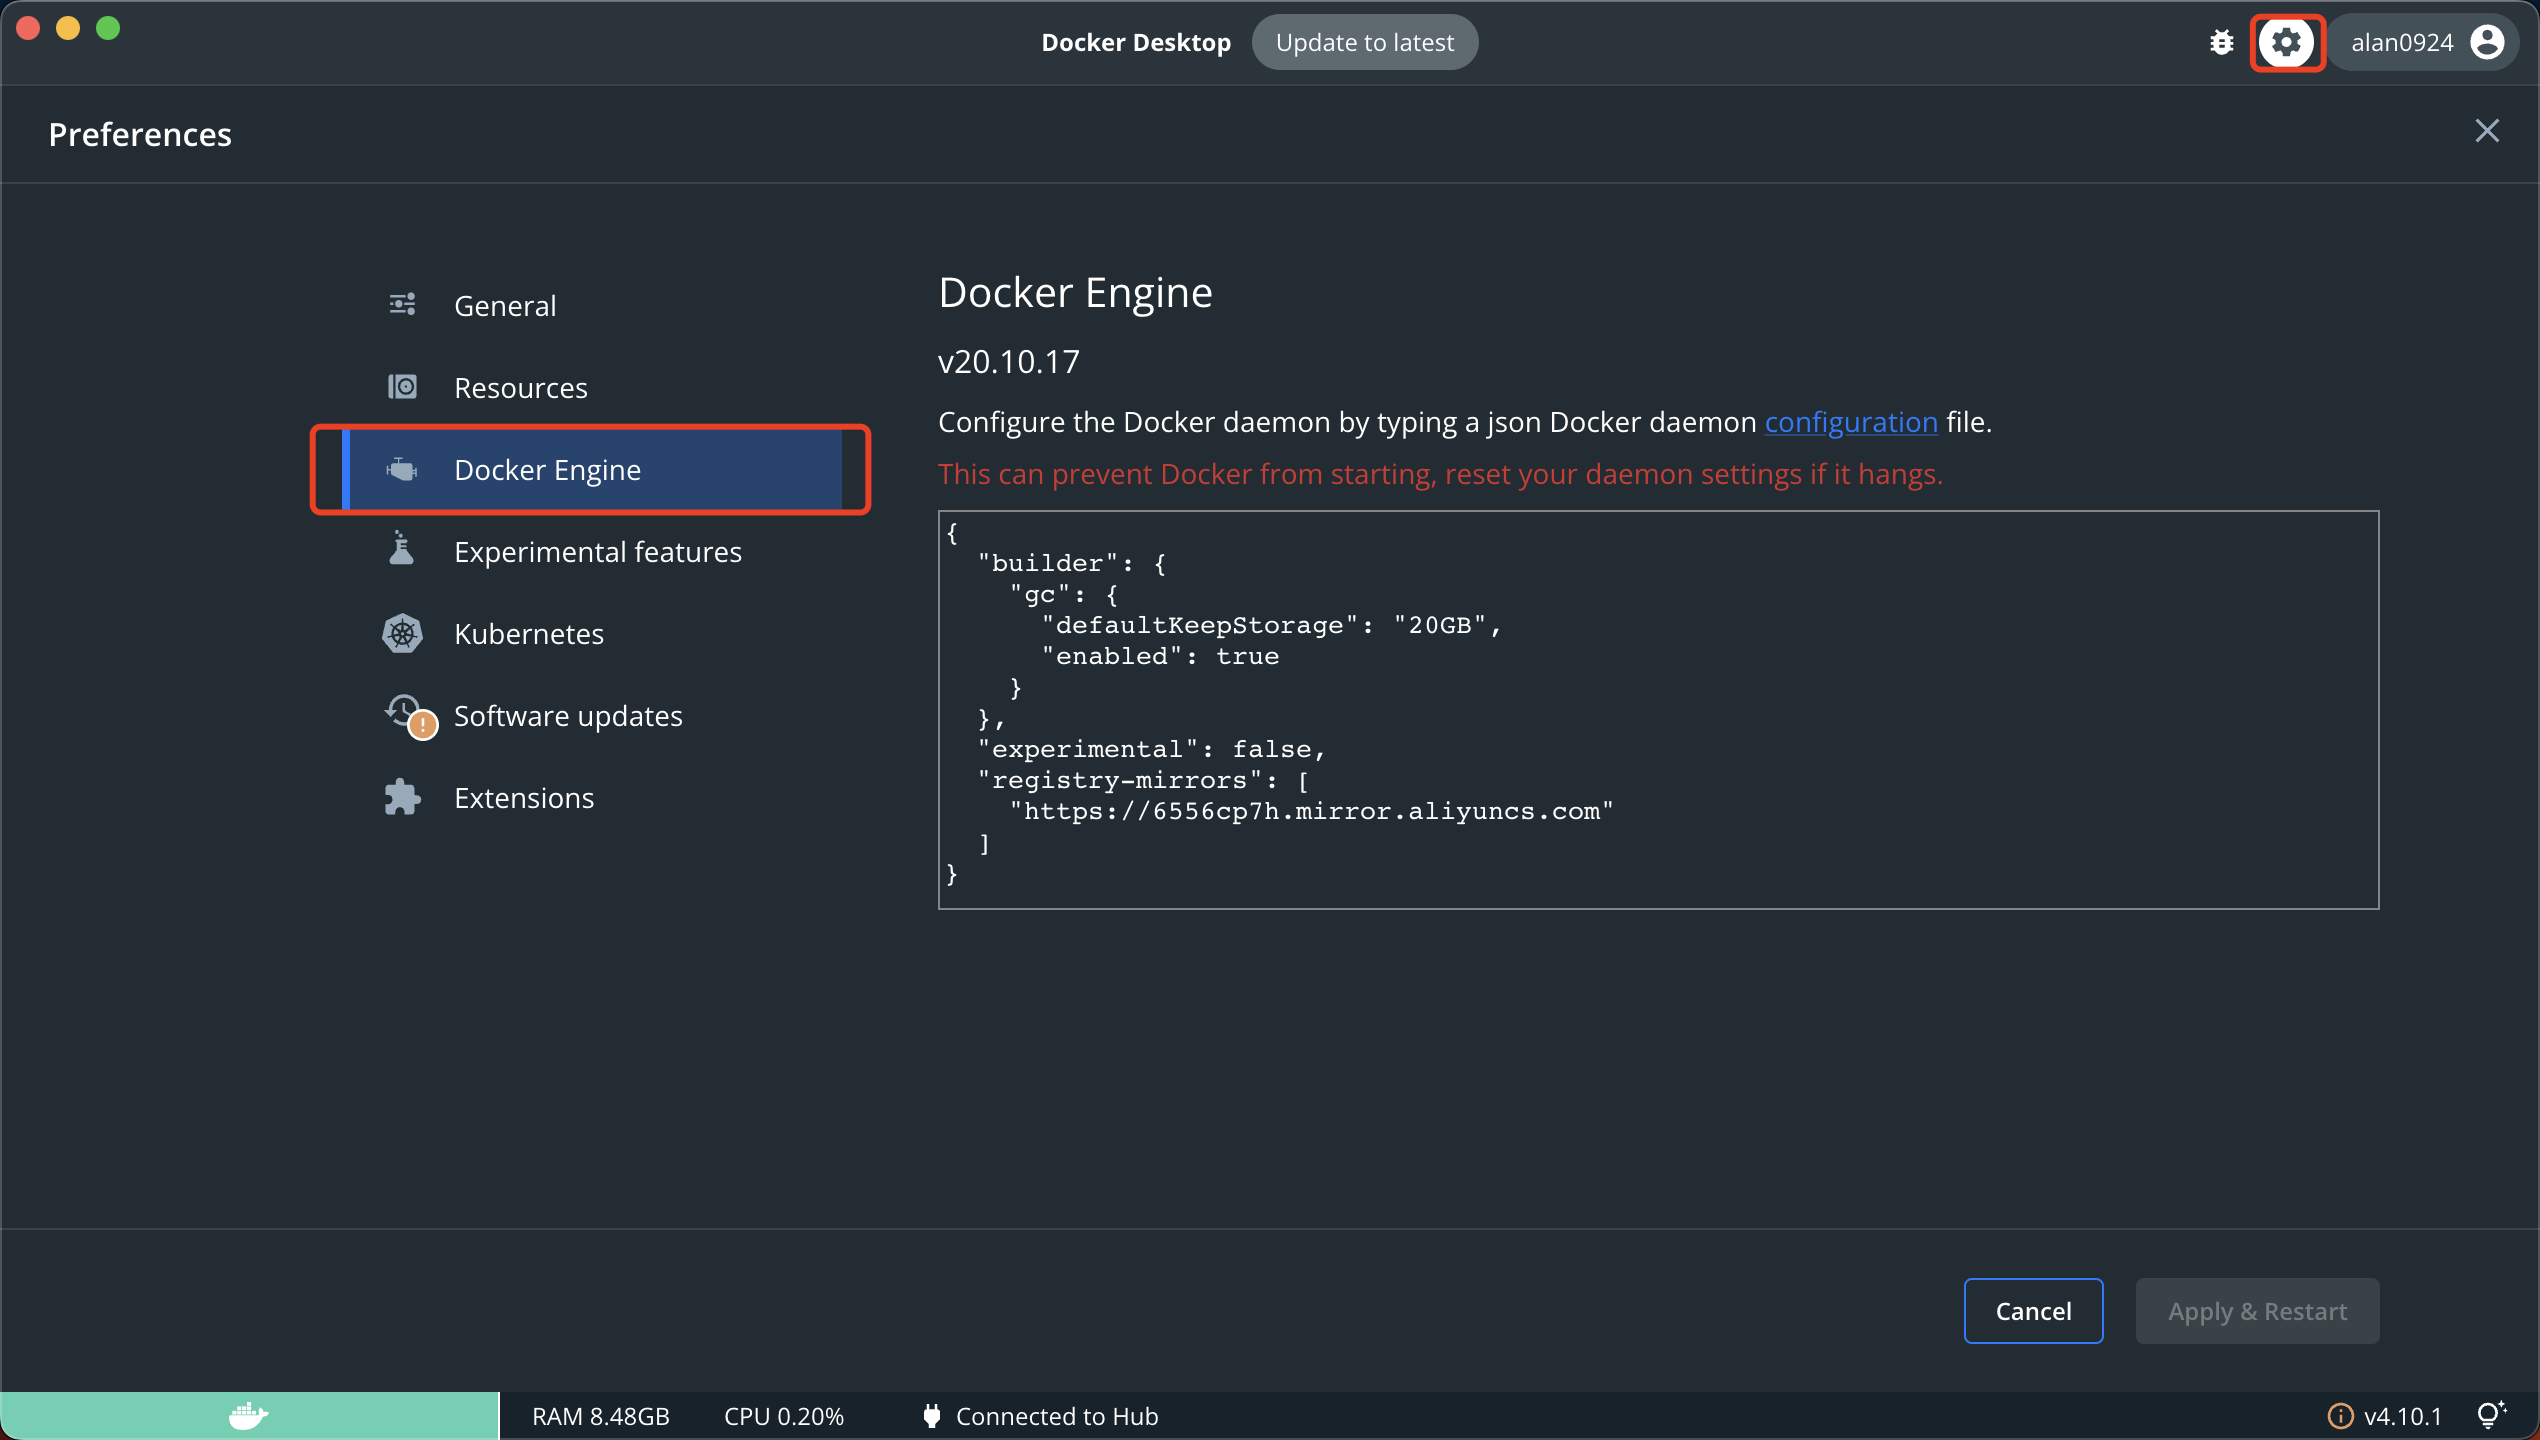 Docker Desktop
Update to latest
alan0924
Preferences
General
Resources
Docker Engine
Experimental features
Kubernetes
Software updates
Extensions
Docker Engine
v20.10.17
Configure the Docker daemon by typing a json Docker daemon configuration file.
This can prevent Docker from starting, reset your daemon settings if it hangs.
{
  "builder": {
    "gc": {
      "defaultKeepStorage": "20GB",
      "enabled": true
    }
  },
  "experimental": false,
  "registry-mirrors": [
    "https://6556cp7h.mirror.aliyuncs.com"
  ]
}
Cancel
Apply & Restart
RAM 8.48GB
CPU 0.20%
Connected to Hub
v4.10.1